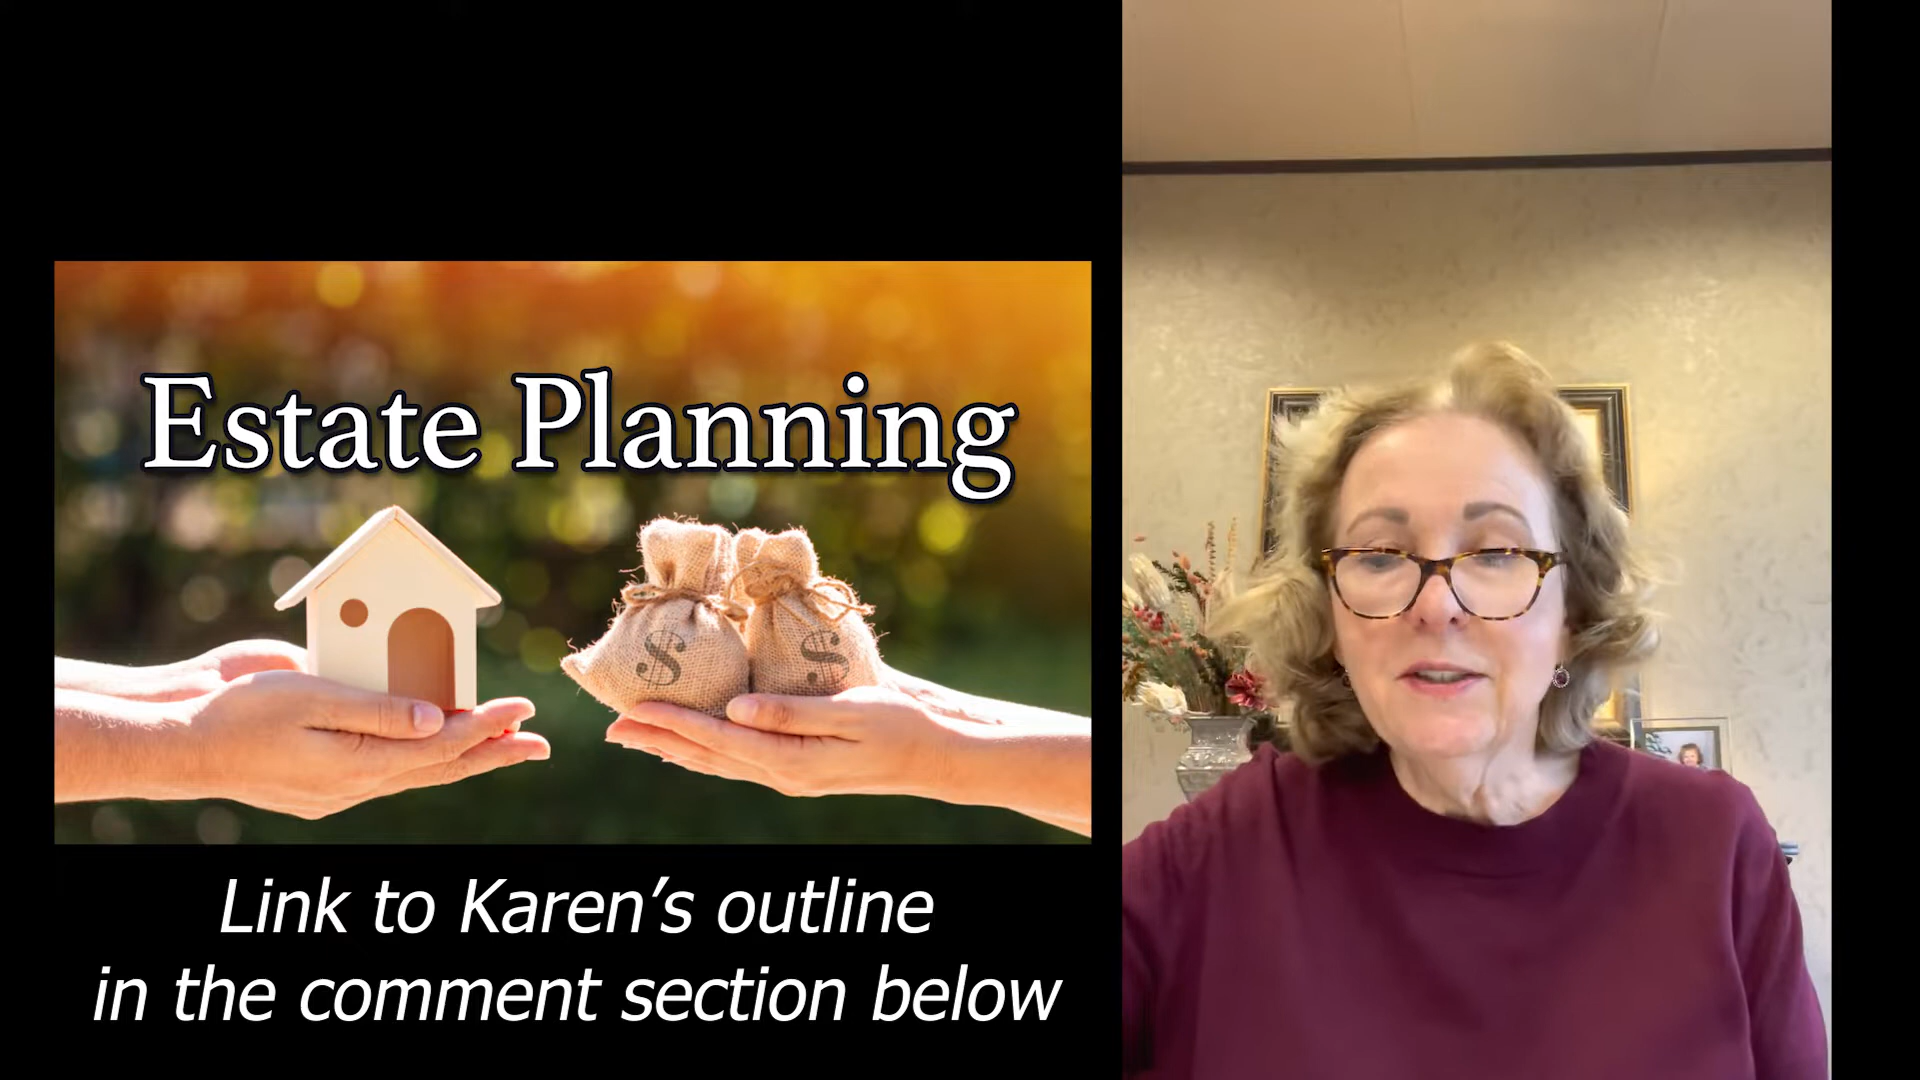 Estate Planning
$ $
Link to Karen’s outline
in the comment section below